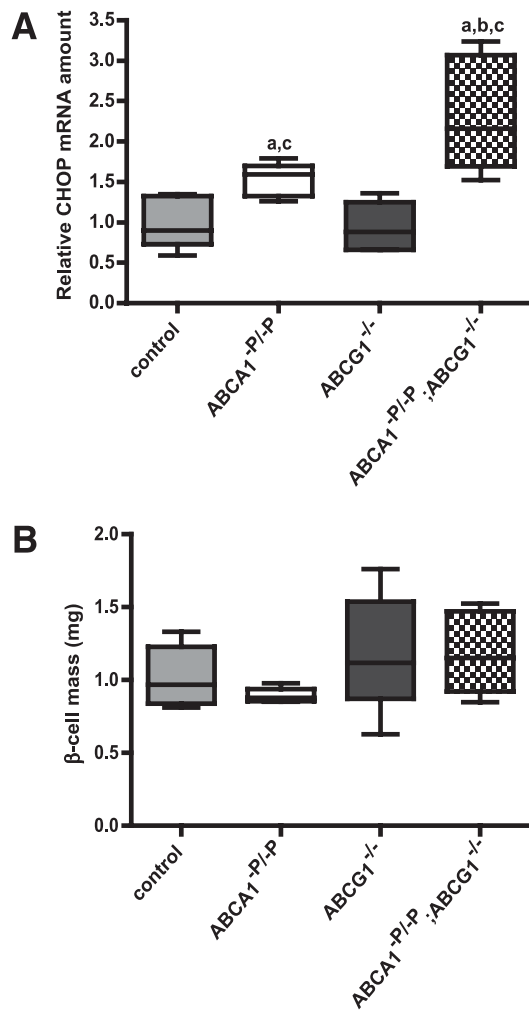 A
Relative CHOP mRNA amount
3.5
3.0
2.5
2.0
1.5
1.0
0.5
0.0
a,c
a,b,c
control
ABCA1-P/-P
ABCG1-/-
ABCA1-P/-P;ABCG1-/-
B
β-cell mass (mg)
2.0
1.5
1.0
0.5
0.0
control
ABCA1-P/-P
ABCG1-/-
ABCA1-P/-P;ABCG1-/-